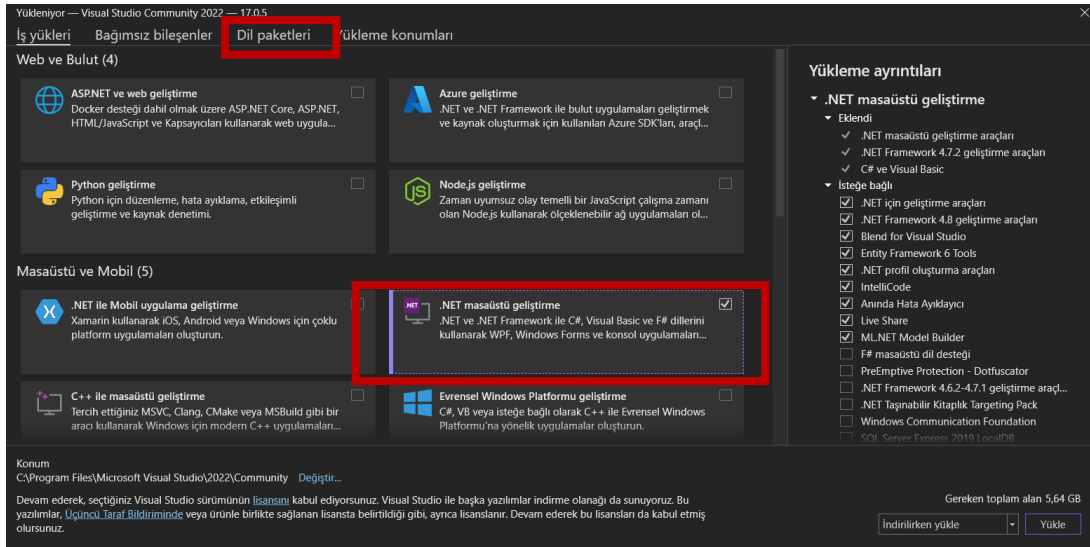 Yükleniyor — Visual Studio Community 2022 — 17.0.5
İş yükleri Bağımsız bileşenler Dil paketleri Yükleme konumları
Web ve Bulut (4)
ASP.NET ve web geliştirme
Docker desteği dahil olmak üzere ASP.NET Core, ASP.NET,
HTML/JavaScript ve Kapsayıcıları kullanarak web uygula...
Azure geliştirme
.NET ve .NET Framework ile bulut uygulamaları geliştirmek
ve kaynak oluşturmak için kullanılan Azure SDK'ları, araçl...
Python geliştirme
Python için düzenleme, hata ayıklama, etkileşimli
geliştirme ve kaynak denetimi.
Node.js geliştirme
Zaman uyumsuz olay temelli bir JavaScript çalışma zamanı
olan Node.js kullanarak ölçeklenebilir ağ uygulamaları ol...
Masaüstü ve Mobil (5)
.NET ile Mobil uygulama geliştirme
Xamarin kullanarak iOS, Android veya Windows için çoklu
platform uygulamaları oluşturun.
.NET masaüstü geliştirme
.NET ve .NET Framework ile C#, Visual Basic ve F# dillerini
kullanarak WPF, Windows Forms ve konsol uygulamaları...
C++ ile masaüstü geliştirme
Tercih ettiğiniz MSVC, Clang, CMake veya MSBuild gibi bir
aracı kullanarak Windows için modern C++ uygulamaları...
Evrensel Windows Platformu geliştirme
C#, VB veya isteğe bağlı olarak C++ ile Evrensel Windows
Platformu'na yönelik uygulamalar oluşturun.
Yükleme ayrıntıları
.NET masaüstü geliştirme
Eklendi
.NET masaüstü geliştirme araçları
.NET Framework 4.7.2 geliştirme araçları
C# ve Visual Basic
İsteğe bağlı
.NET için geliştirme araçları
.NET Framework 4.8 geliştirme araçları
Blend for Visual Studio
Entity Framework 6 Tools
.NET profil oluşturma araçları
IntelliCode
Anında Hata Ayıklayıcı
Live Share
ML.NET Model Builder
F# masaüstü dil desteği
PreEmptive Protection - Dotfuscator
.NET Framework 4.6.2-4.7.1 geliştirme araçl...
.NET Taşınabilir Kitaplık Targeting Pack
Windows Communication Foundation
SQL Server Express 2019 LocalDB
Konum
C:\Program Files\Microsoft Visual Studio\2022\Community Değiştir...
Devam ederek, seçtiğiniz Visual Studio sürümünün lisansını kabul ediyorsunuz. Visual Studio ile başka yazılımlar indirme olanağı da sunuyoruz. Bu
yazılımlar, Üçüncü Taraf Bildiriminde veya ürünle birlikte sağlanan lisansta belirtildiği gibi, ayrıca lisanslanır. Devam ederek bu lisansları da kabul etmiş
olursunuz.
Gereken toplam alan 5,64 GB
İndirilirken yükle Yükle